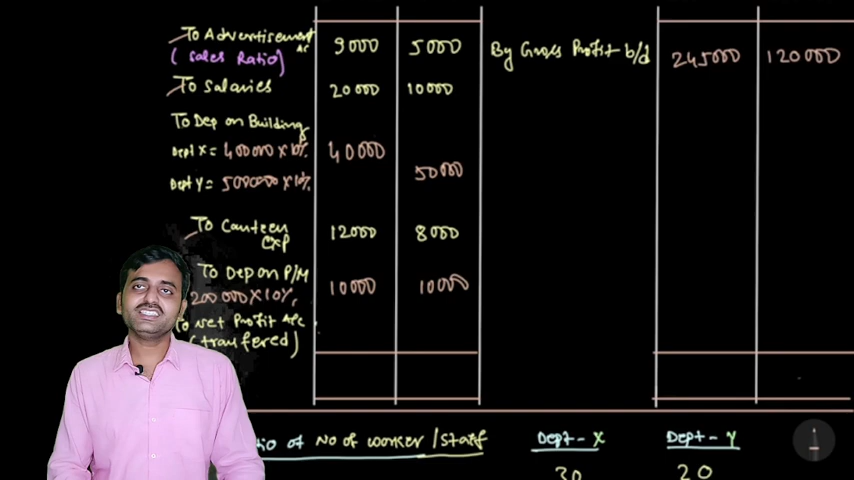 To Advertisement 9000 5000 By Gross Profit b/d 245000 120000
A/c
(Sales Ratio)
To Salaries 20000 10000
To Dep on Building
Dept X = 400000 X 10% 40000
50000
Dept Y = 500000 X 10%
To Canteen 12000 8000
exp
To Dep on P/M 10000 10000
200000 X 10%
To Net Profit A/c
(transfered)
tio of No of worker/Staff Dept - X Dept - Y
30 20